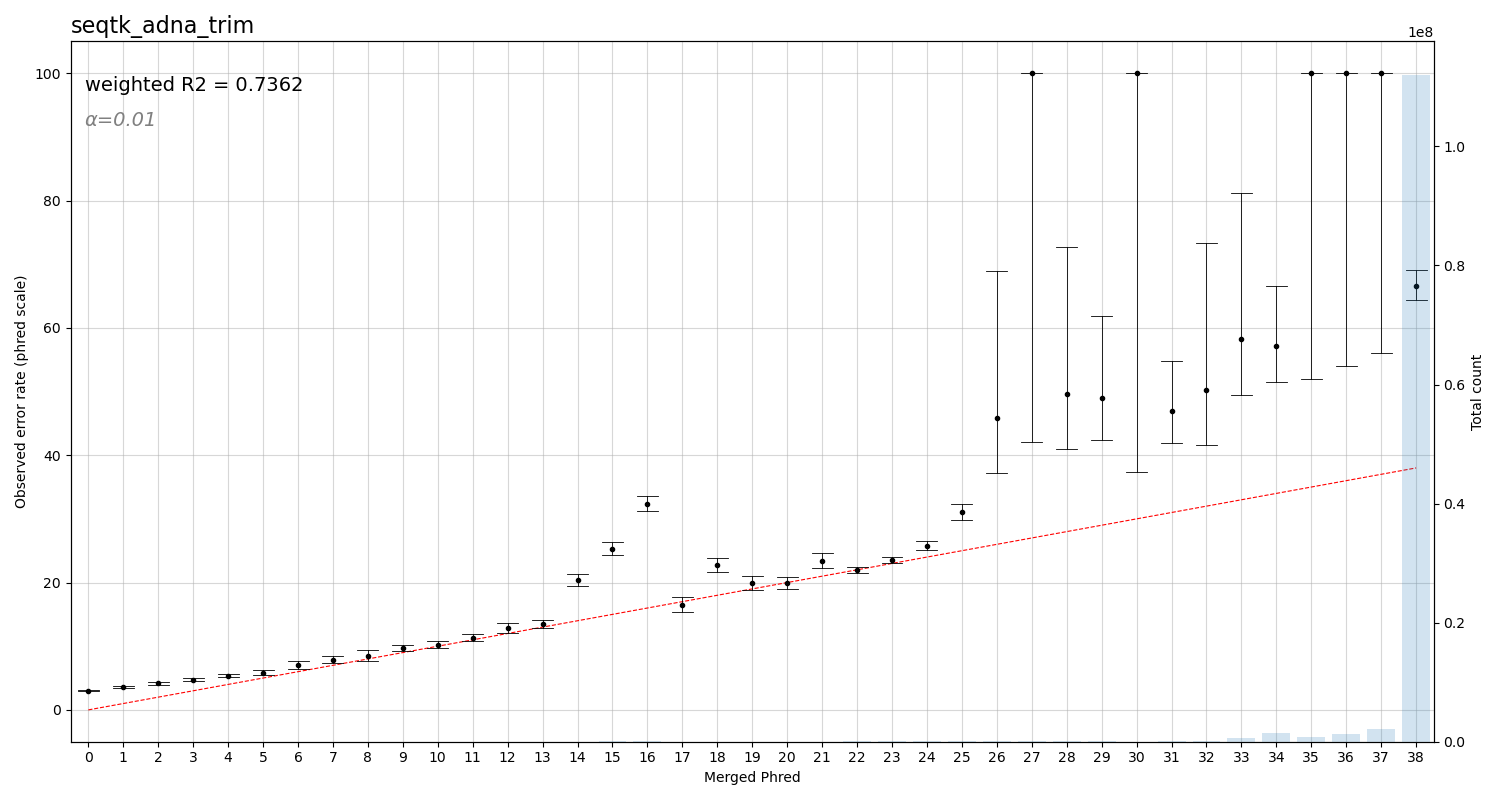 seqtk_adna_trim
1e8
weighted R2 = 0.7362
α=0.01
Observed error rate (phred scale)
100
80
60
40
20
0
1.0
0.8
0.6
0.4
0.2
0.0
Total count
0 1 2 3 4 5 6 7 8 9 10 11 12 13 14 15 16 17 18 19 20 21 22 23 24 25 26 27 28 29 30 31 32 33 34 35 36 37 38
Merged Phred